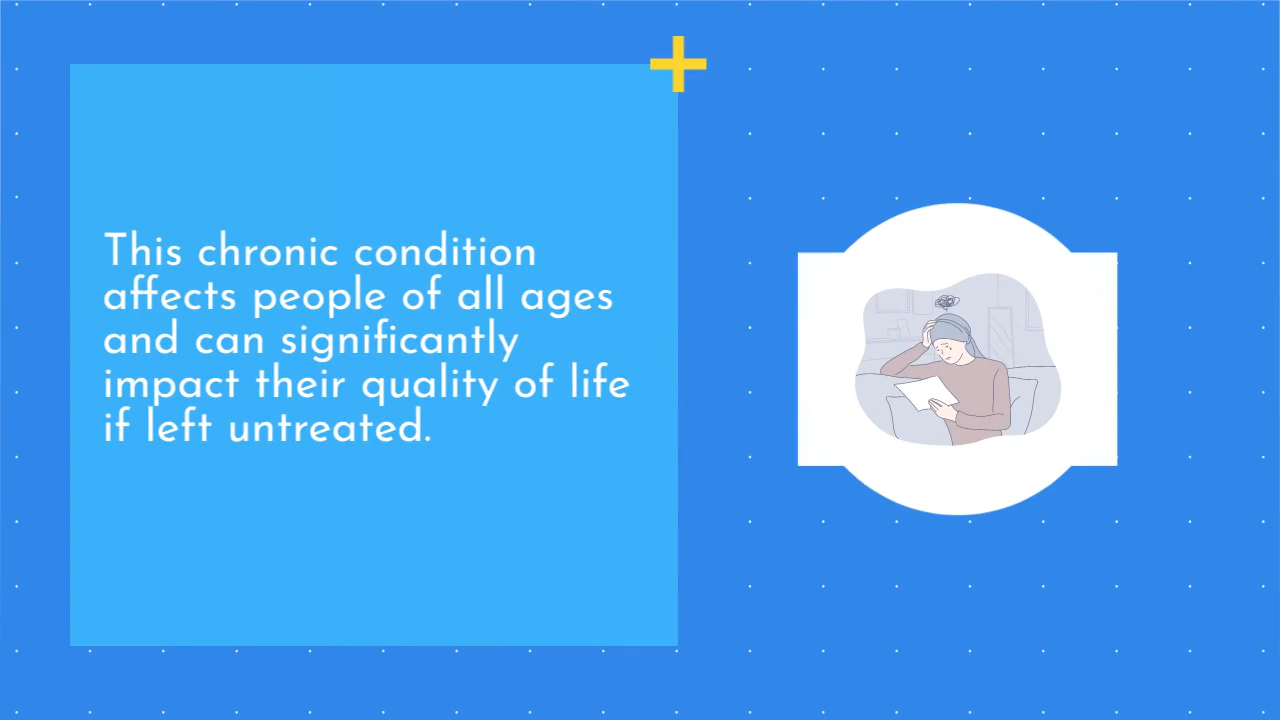 This chronic condition
affects people of all ages
and can significantly
impact their quality of life
if left untreated.